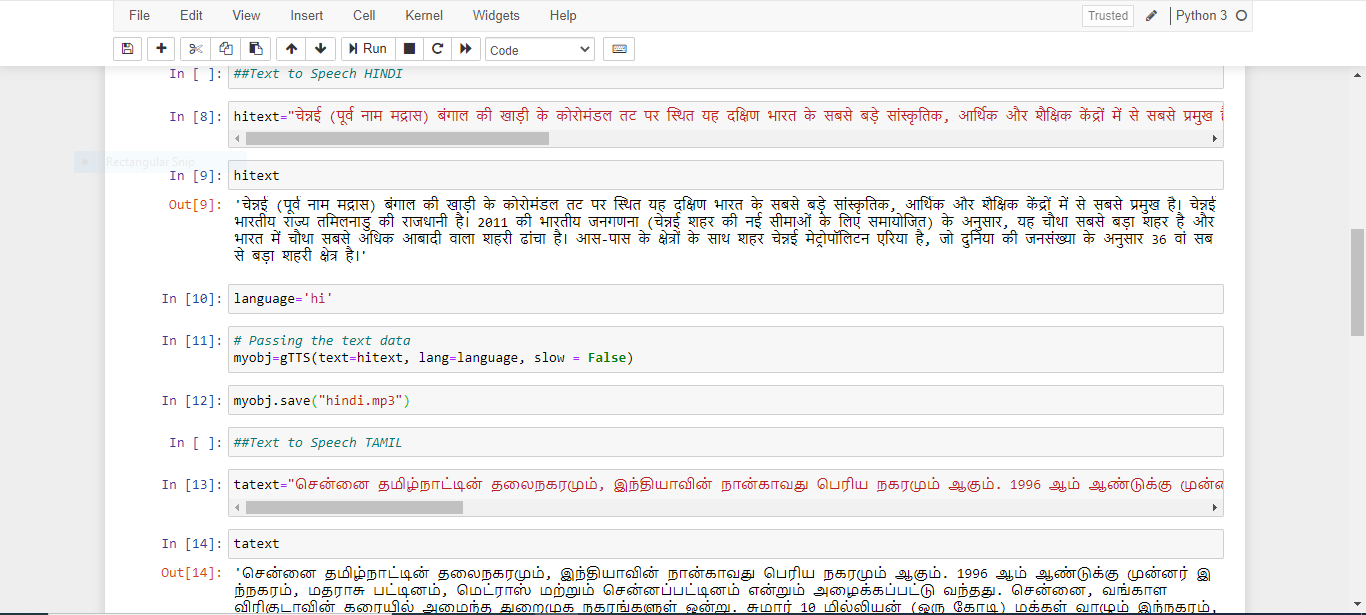 File Edit View Insert Cell Kernel Widgets Help Trusted Python 3
Run Code
In [ ]: ##Text to Speech HINDI
In [8]: hitext="चेन्नई (पूर्व नाम मद्रास) बंगाल की खाड़ी के कोरोमंडल तट पर स्थित यह दक्षिण भारत के सबसे बड़े सांस्कृतिक, आर्थिक और शैक्षिक केंद्रों में से सबसे प्रमुख
Rectangular Snip
In [9]: hitext
Out[9]: 'चेन्नई (पूर्व नाम मद्रास) बंगाल की खाड़ी के कोरोमंडल तट पर स्थित यह दक्षिण भारत के सबसे बड़े सांस्कृतिक, आर्थिक और शैक्षिक केंद्रों में से सबसे प्रमुख है। चेन्नई
भारतीय राज्य तमिलनाडु की राजधानी है। 2011 की भारतीय जनगणना (चेन्नई शहर की नई सीमाओं के लिए समायोजित) के अनुसार, यह चौथा सबसे बड़ा शहर है और
भारत में चौथा सबसे अधिक आबादी वाला शहरी ढांचा है। आस-पास के क्षेत्रों के साथ शहर चेन्नई मेट्रोपॉलिटन एरिया है, जो दुनिया की जनसंख्या के अनुसार 36 वां सब
से बड़ा शहरी क्षेत्र है।'
In [10]: language='hi'
In [11]: # Passing the text data
myobj=gTTS(text=hitext, lang=language, slow = False)
In [12]: myobj.save("hindi.mp3")
In [ ]: ##Text to Speech TAMIL
In [13]: tatext="சென்னை தமிழ்நாட்டின் தலைநகரமும், இந்தியாவின் நான்காவது பெரிய நகரமும் ஆகும். 1996 ஆம் ஆண்டுக்கு
In [14]: tatext
Out[14]: 'சென்னை தமிழ்நாட்டின் தலைநகரமும், இந்தியாவின் நான்காவது பெரிய நகரமும் ஆகும். 1996 ஆம் ஆண்டுக்கு முன்னர் இ
ந்நகரம், மதராசு பட்டினம், மெட்ராஸ் மற்றும் சென்னப்பட்டினம் என்றும் அழைக்கப்பட்டு வந்தது. சென்னை, வங்காள
விரிகுடாவின் கரையில் அமைந்த துறைமுக நகரங்களுள் ஒன்று. சுமார் 10 மில்லியன் (ஒரு கோடி) மக்கள் வாழும் இந்நகரம்,